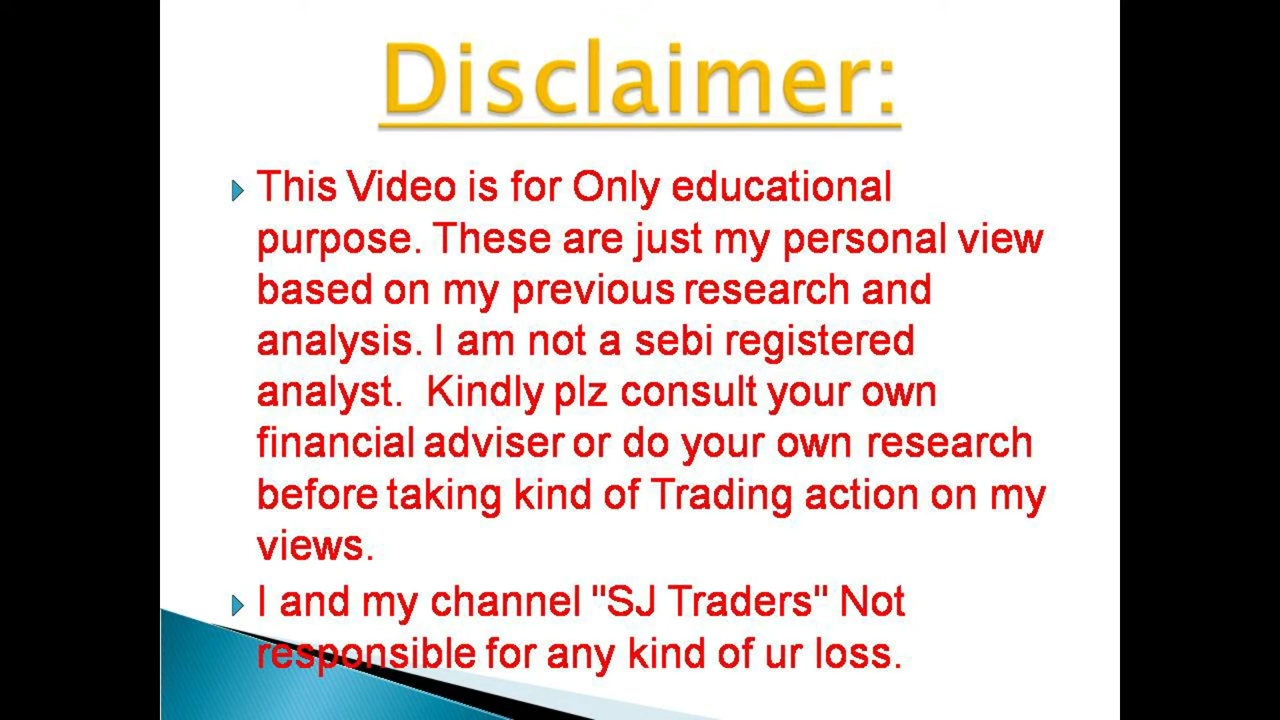 Disclaimer:
This Video is for Only educational
purpose. These are just my personal view
based on my previous research and
analysis. I am not a sebi registered
analyst.  Kindly plz consult your own
financial adviser or do your own research
before taking kind of Trading action on my
views.
I and my channel "SJ Traders" Not
responsible for any kind of ur loss.